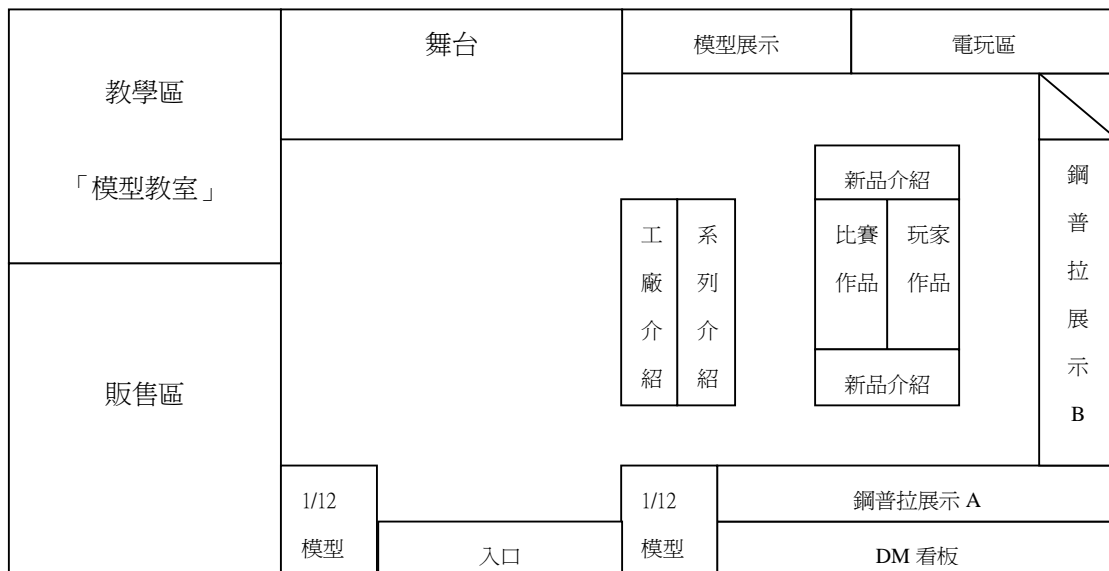 舞台
模型展示
電玩區
教學區
「模型教室」
新品介紹
工廠介紹
系列介紹
比賽
作品
玩家
作品
新品介紹
鋼普拉展示B
販售區
1/12
模型
入口
1/12
模型
鋼普拉展示 A
DM 看板